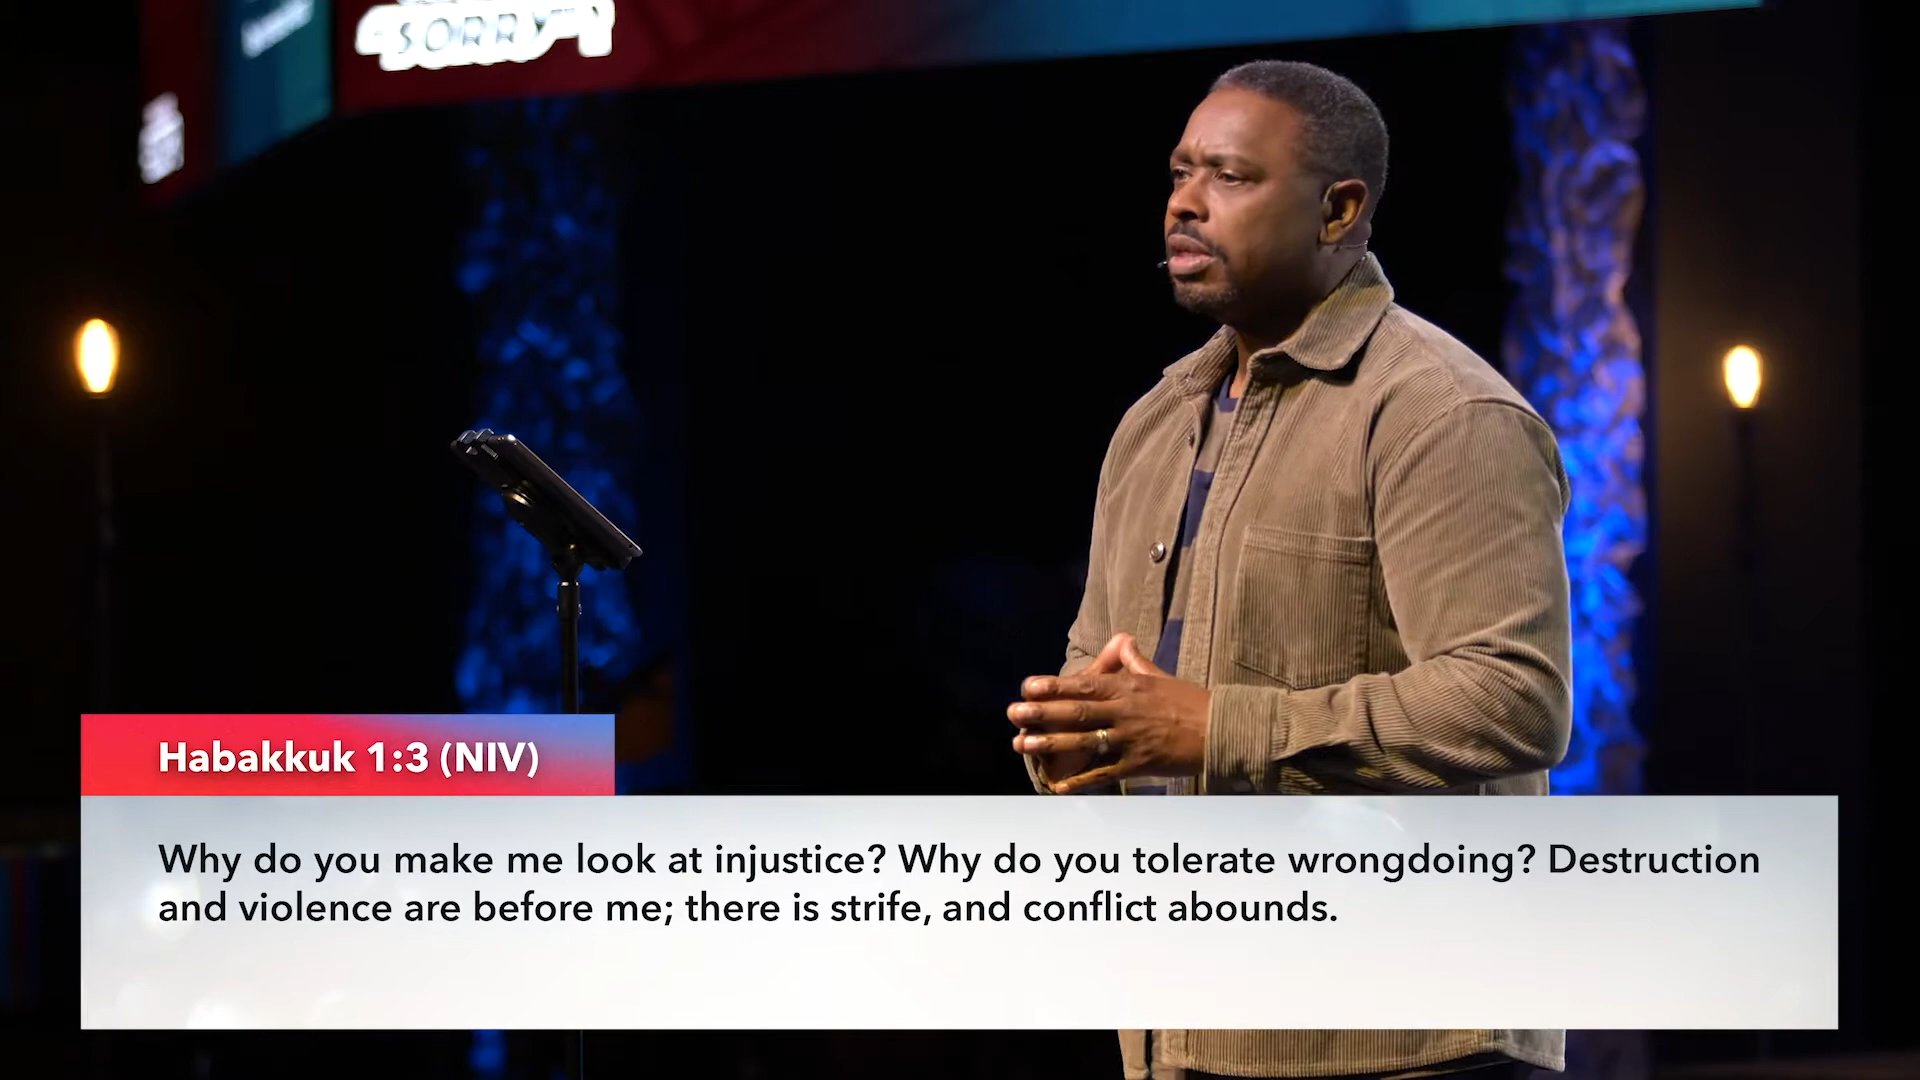 SORRY
Habakkuk 1:3 (NIV)
Why do you make me look at injustice? Why do you tolerate wrongdoing? Destruction
and violence are before me; there is strife, and conflict abounds.